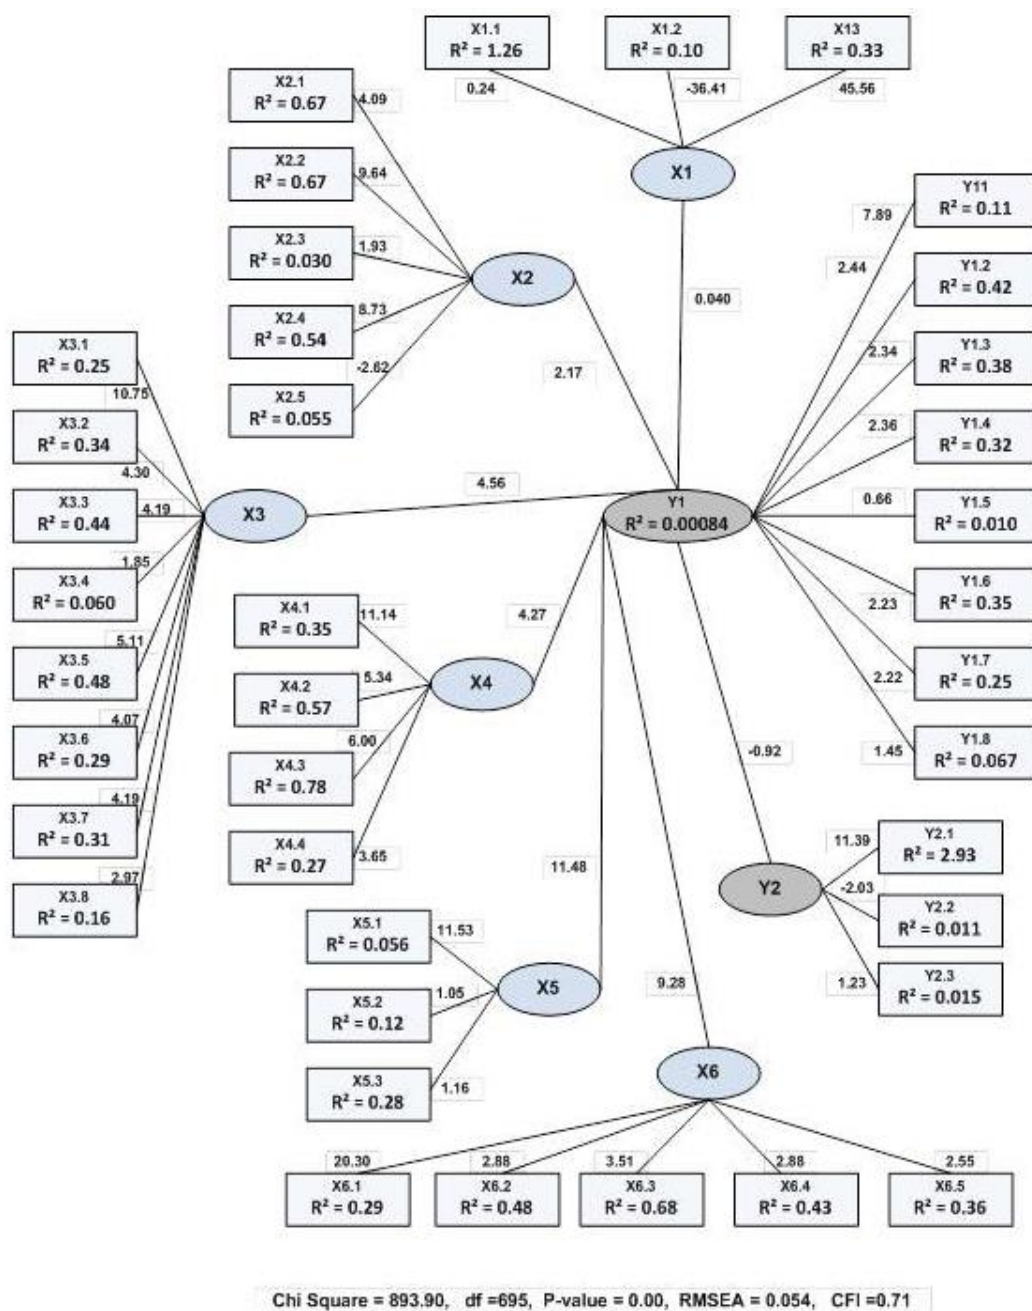 X1.1
R² = 1.26
X1.2
R² = 0.10
X13
R² = 0.33
0.24
-36.41
45.56
X1
0.040
X2.1
R² = 0.67
4.09
X2.2
R² = 0.67
9.64
X2.3
R² = 0.030
1.93
X2.4
R² = 0.54
8.73
X2.5
R² = 0.055
-2.62
X2
2.17
X3.1
R² = 0.25
10.75
X3.2
R² = 0.34
4.30
X3.3
R² = 0.44
4.19
X3.4
R² = 0.060
1.85
X3.5
R² = 0.48
5.11
X3.6
R² = 0.29
4.07
X3.7
R² = 0.31
4.19
X3.8
R² = 0.16
2.97
X3
4.56
Y1
R² = 0.00084
Y11
R² = 0.11
7.89
Y1.2
R² = 0.42
2.44
Y1.3
R² = 0.38
2.34
Y1.4
R² = 0.32
2.36
Y1.5
R² = 0.010
0.66
Y1.6
R² = 0.35
2.23
Y1.7
R² = 0.25
2.22
Y1.8
R² = 0.067
1.45
X4.1
R² = 0.35
11.14
X4.2
R² = 0.57
5.34
X4.3
R² = 0.78
6.00
X4.4
R² = 0.27
3.65
X4
4.27
-0.92
Y2
Y2.1
R² = 2.93
11.39
Y2.2
R² = 0.011
-2.03
Y2.3
R² = 0.015
1.23
X5.1
R² = 0.056
11.53
X5.2
R² = 0.12
1.05
X5.3
R² = 0.28
1.16
X5
11.48
9.28
X6
20.30
2.88
3.51
2.88
2.55
X6.1
R² = 0.29
X6.2
R² = 0.48
X6.3
R² = 0.68
X6.4
R² = 0.43
X6.5
R² = 0.36
Chi Square = 893.90, df =695, P-value = 0.00, RMSEA = 0.054, CFI =0.71